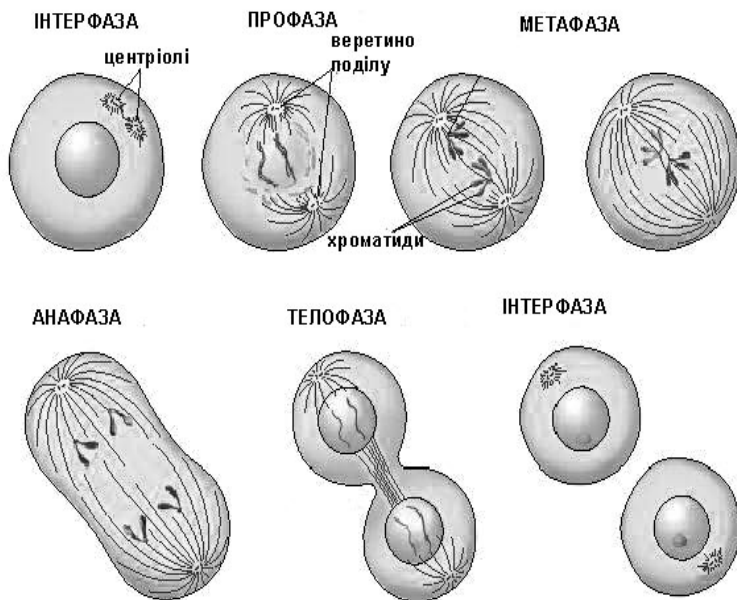 ІНТЕРФАЗА
центріолі
ПРОФАЗА
веретино
поділу
МЕТАФАЗА
хроматиди
АНАФАЗА
ТЕЛОФАЗА
ІНТЕРФАЗА